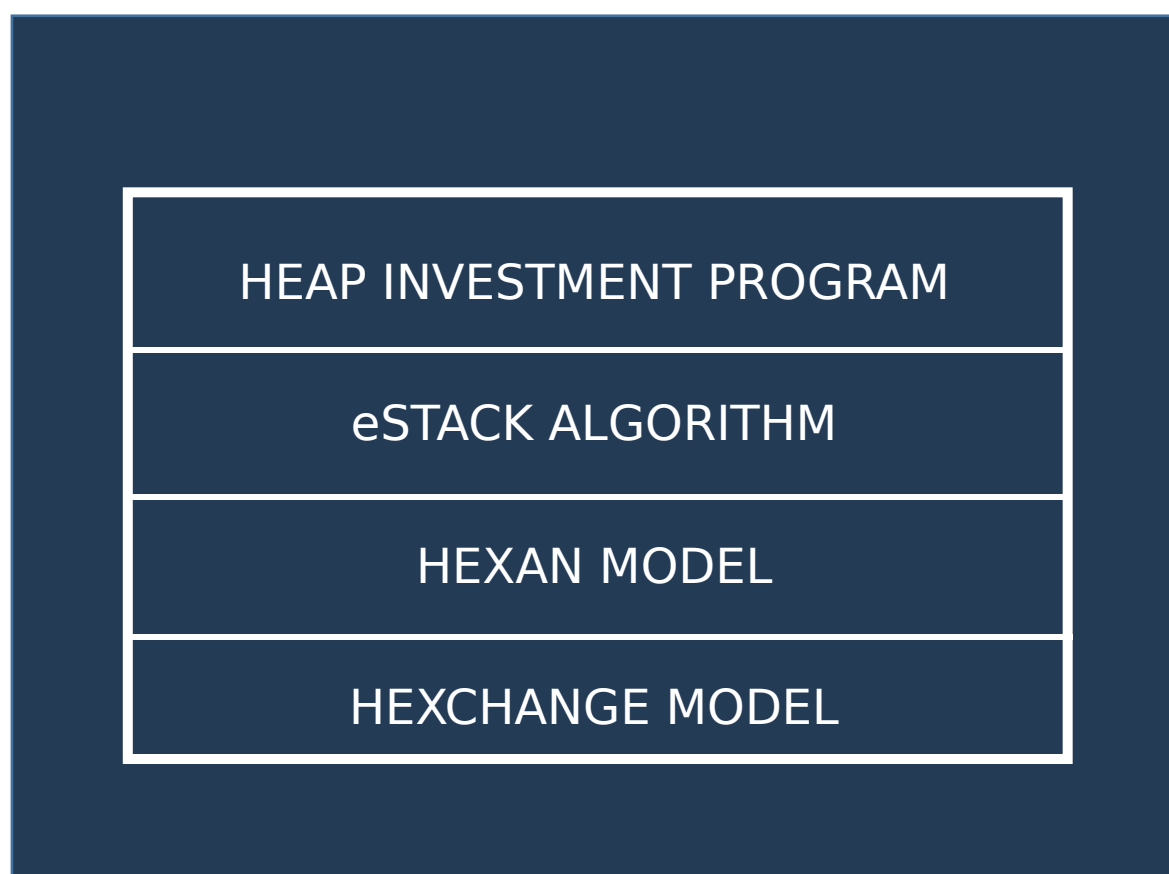 HEAP INVESTMENT PROGRAM
eSTACK ALGORITHM
HEXAN MODEL
HEXCHANGE MODEL